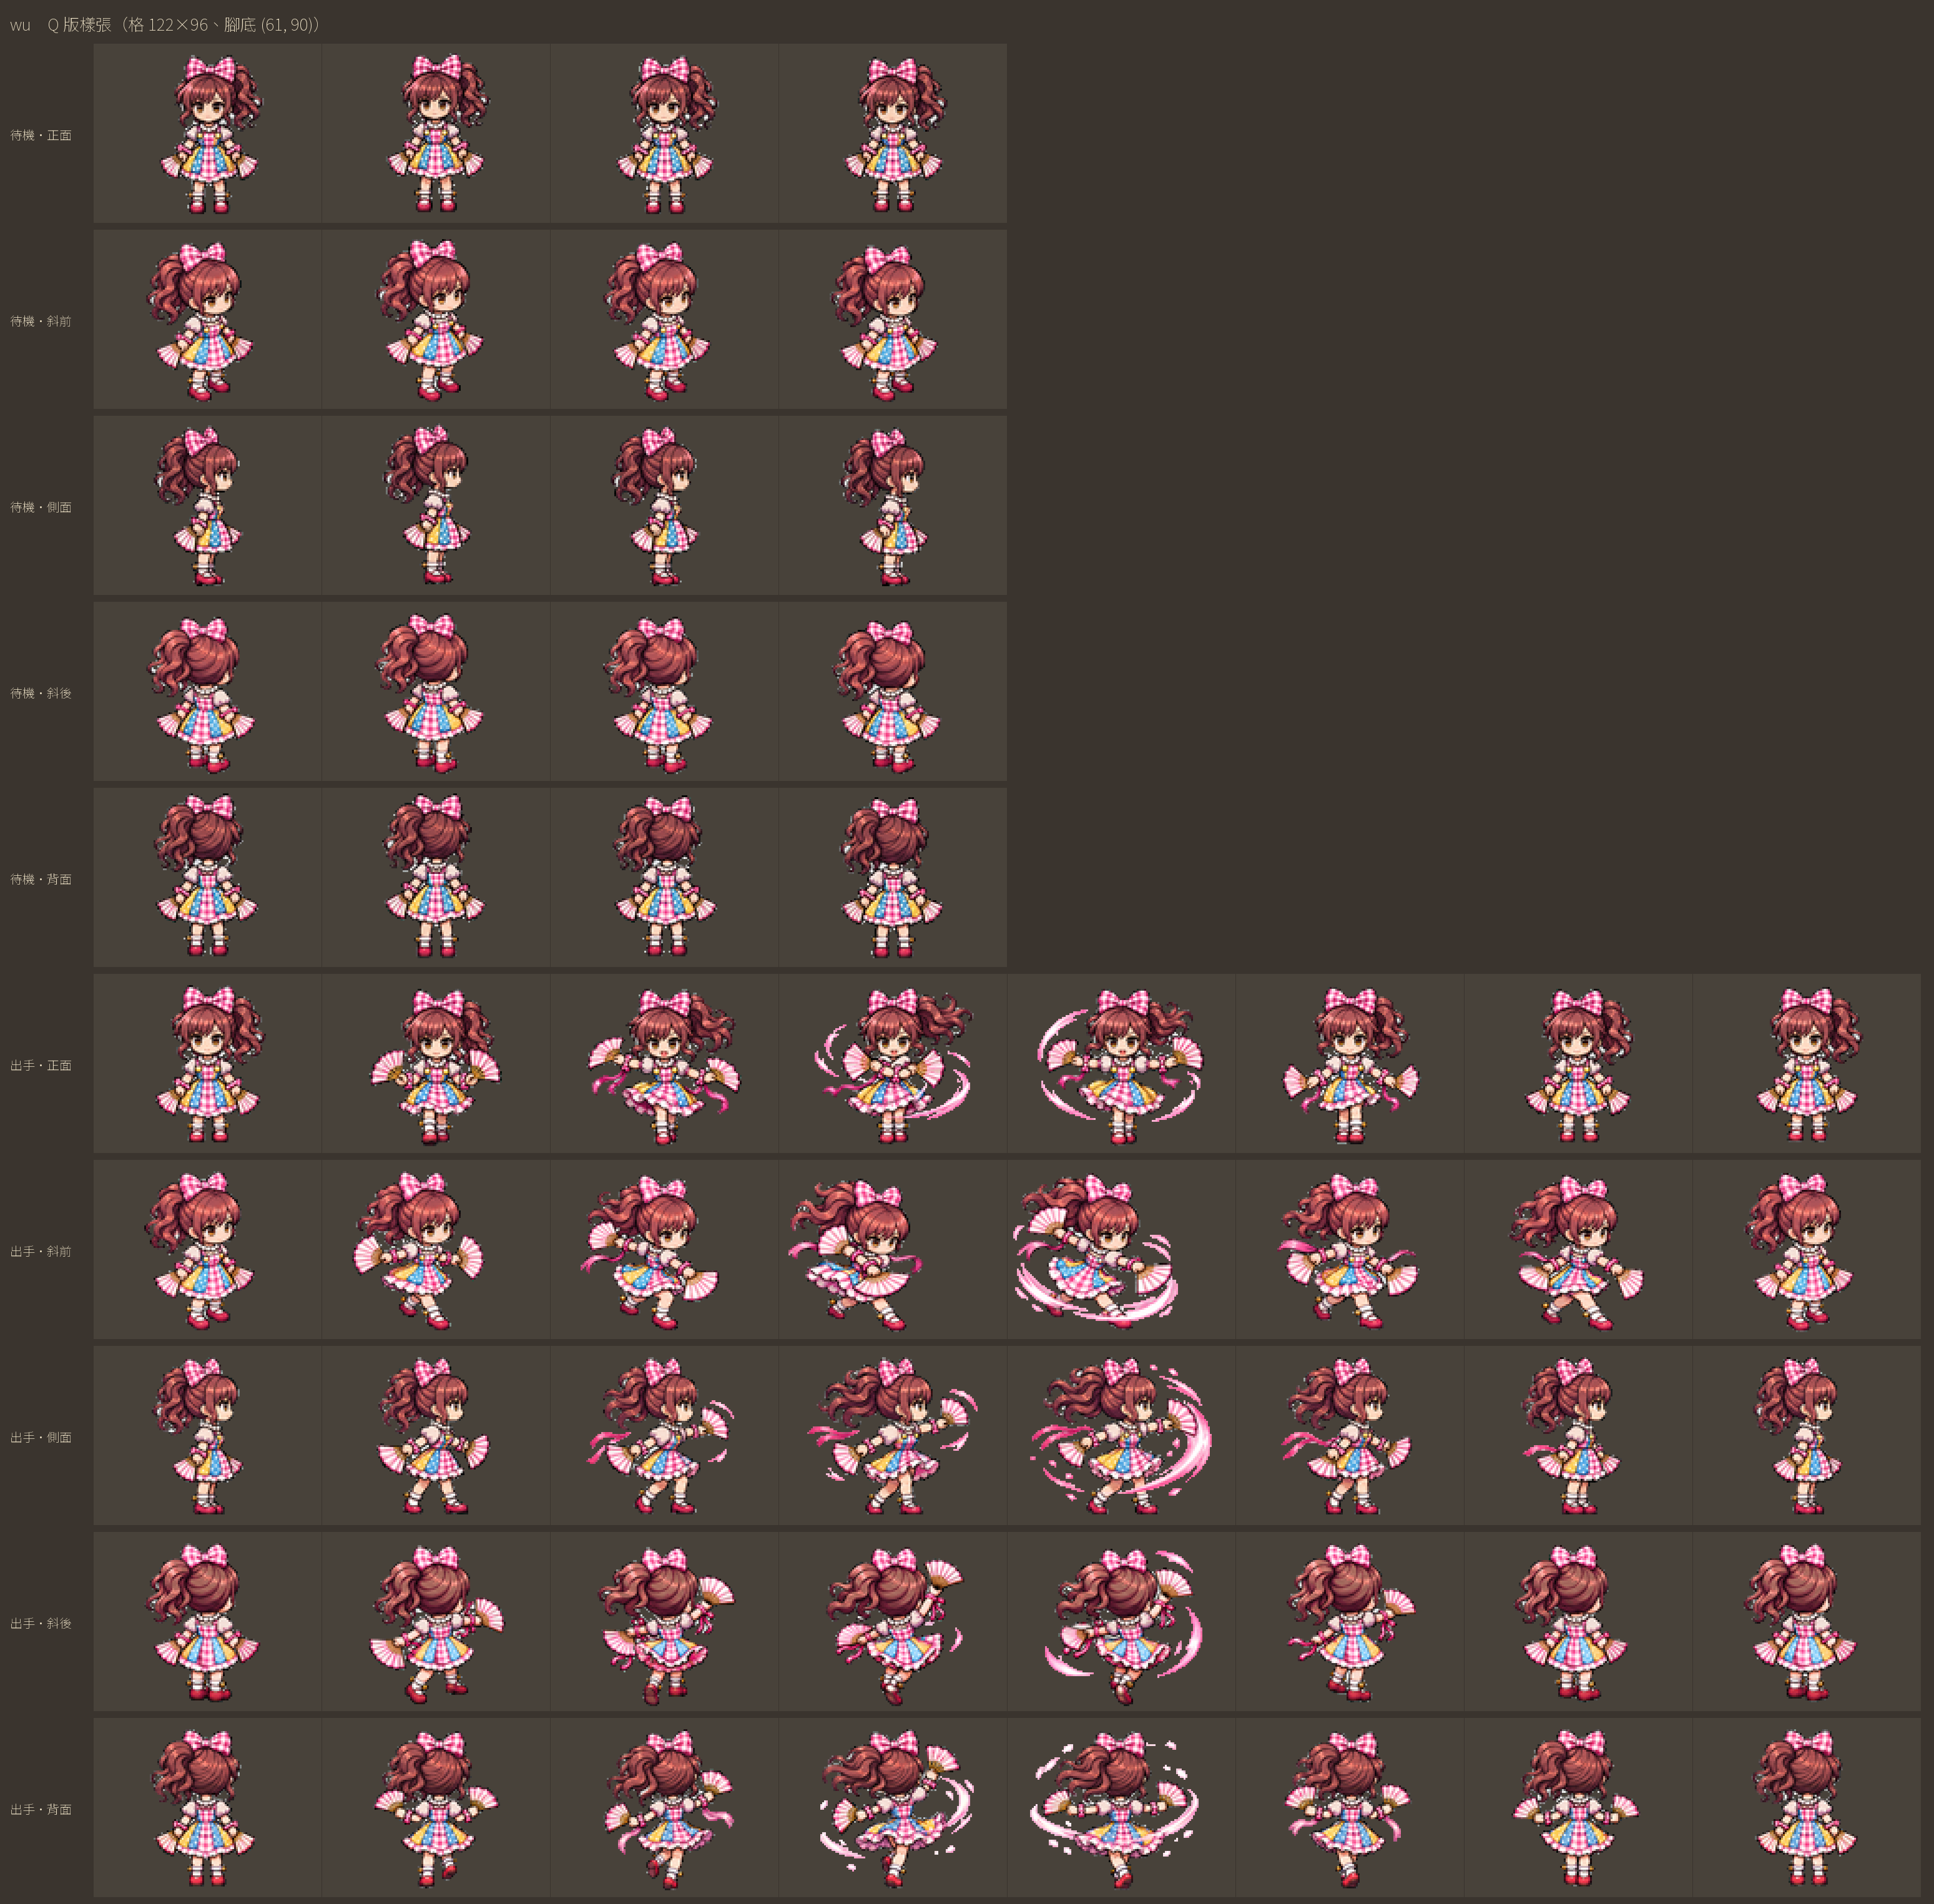 wu Q 版樣張（格 122×96、腳底 (61, 90)）
待機・正面
待機・斜前
待機・側面
待機・斜後
待機・背面
出手・正面
出手・斜前
出手・側面
出手・斜後
出手・背面